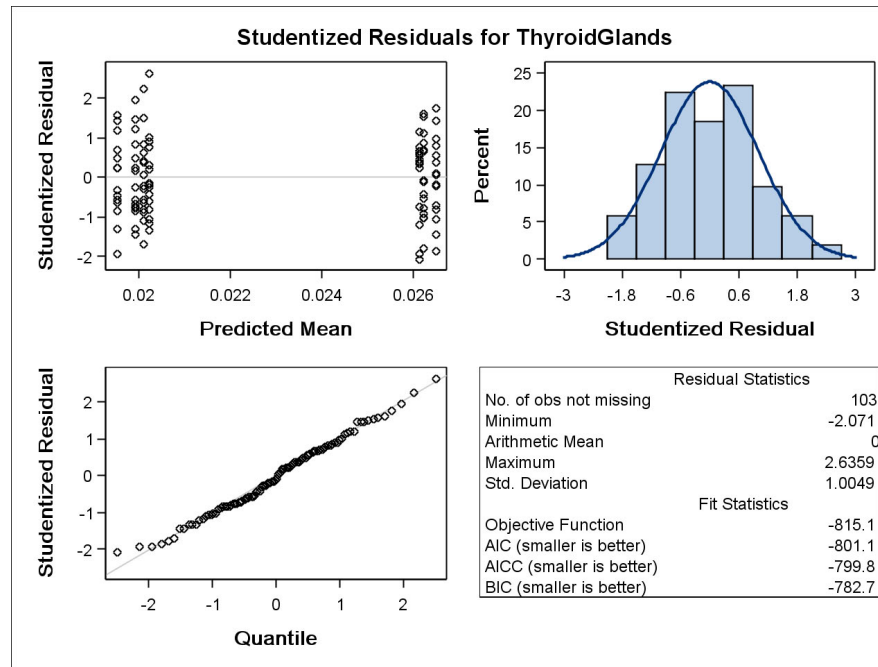 Studentized Residuals for ThyroidGlands
Studentized Residual
2
1
0
-1
-2
0.02 0.022 0.024 0.026
Predicted Mean
Percent
25
20
15
10
5
0
-3 -1.8 -0.6 0.6 1.8 3
Studentized Residual
Studentized Residual
2
1
0
-1
-2
-2 -1 0 1 2
Quantile
Residual Statistics
No. of obs not missing 103
Minimum -2.071
Arithmetic Mean 0
Maximum 2.6359
Std. Deviation 1.0049
Fit Statistics
Objective Function -815.1
AIC (smaller is better) -801.1
AICC (smaller is better) -799.8
BIC (smaller is better) -782.7